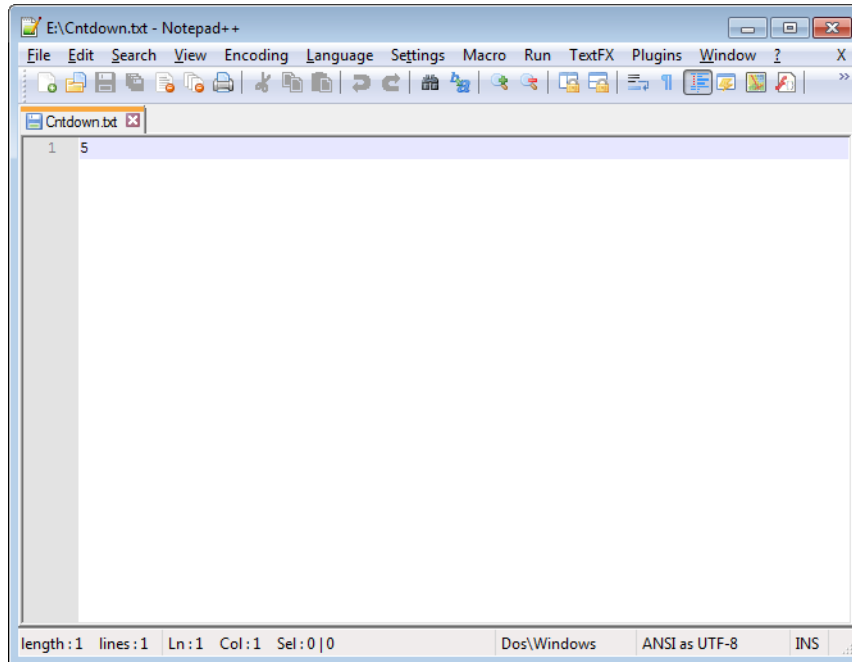 E:\Cntdown.txt - Notepad++
File Edit Search View Encoding Language Settings Macro Run TextFX Plugins Window ? X
Cntdown.txt
1 5
length : 1 lines : 1 Ln : 1 Col : 1 Sel : 0 | 0 Dos\Windows ANSI as UTF-8 INS